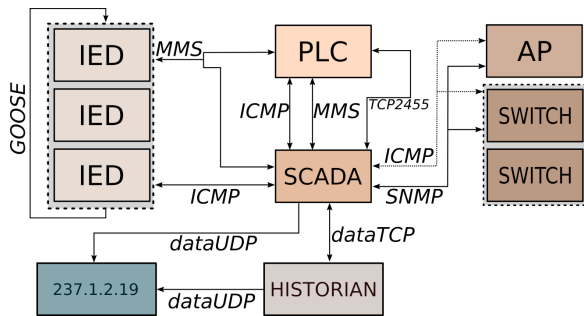 IED
IED
IED
GOOSE
MMS
PLC
ICMP
MMS
TCP2455
AP
SWITCH
SWITCH
SCADA
ICMP
SNMP
ICMP
dataUDP
dataTCP
237.1.2.19
dataUDP
HISTORIAN